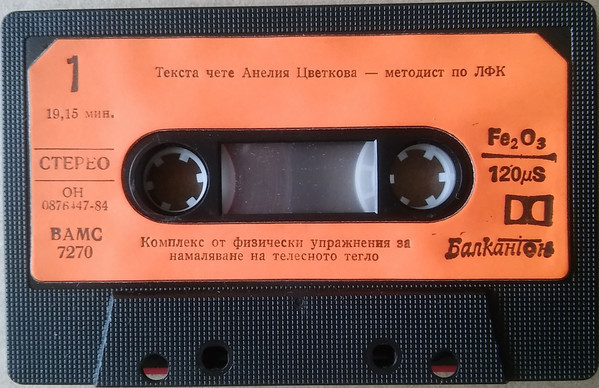 1
Текста чете Анелия Цветкова — методист по ЛФК
19,15 мин.
СТЕРЕО
ОН
0876447-84
ВАМС
7270
Fe2O3
120µS
Комплекс от физически упражнения за
намаляване на телесното тегло
Балкантон